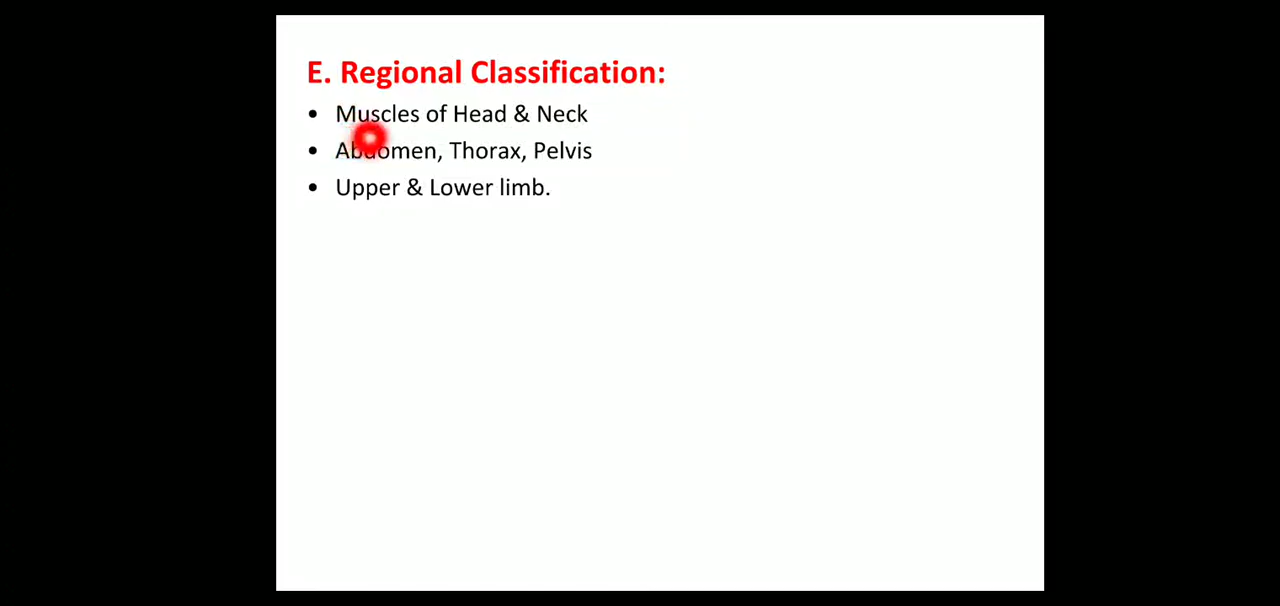 E. Regional Classification:
• Muscles of Head & Neck
• Abdomen, Thorax, Pelvis
• Upper & Lower limb.